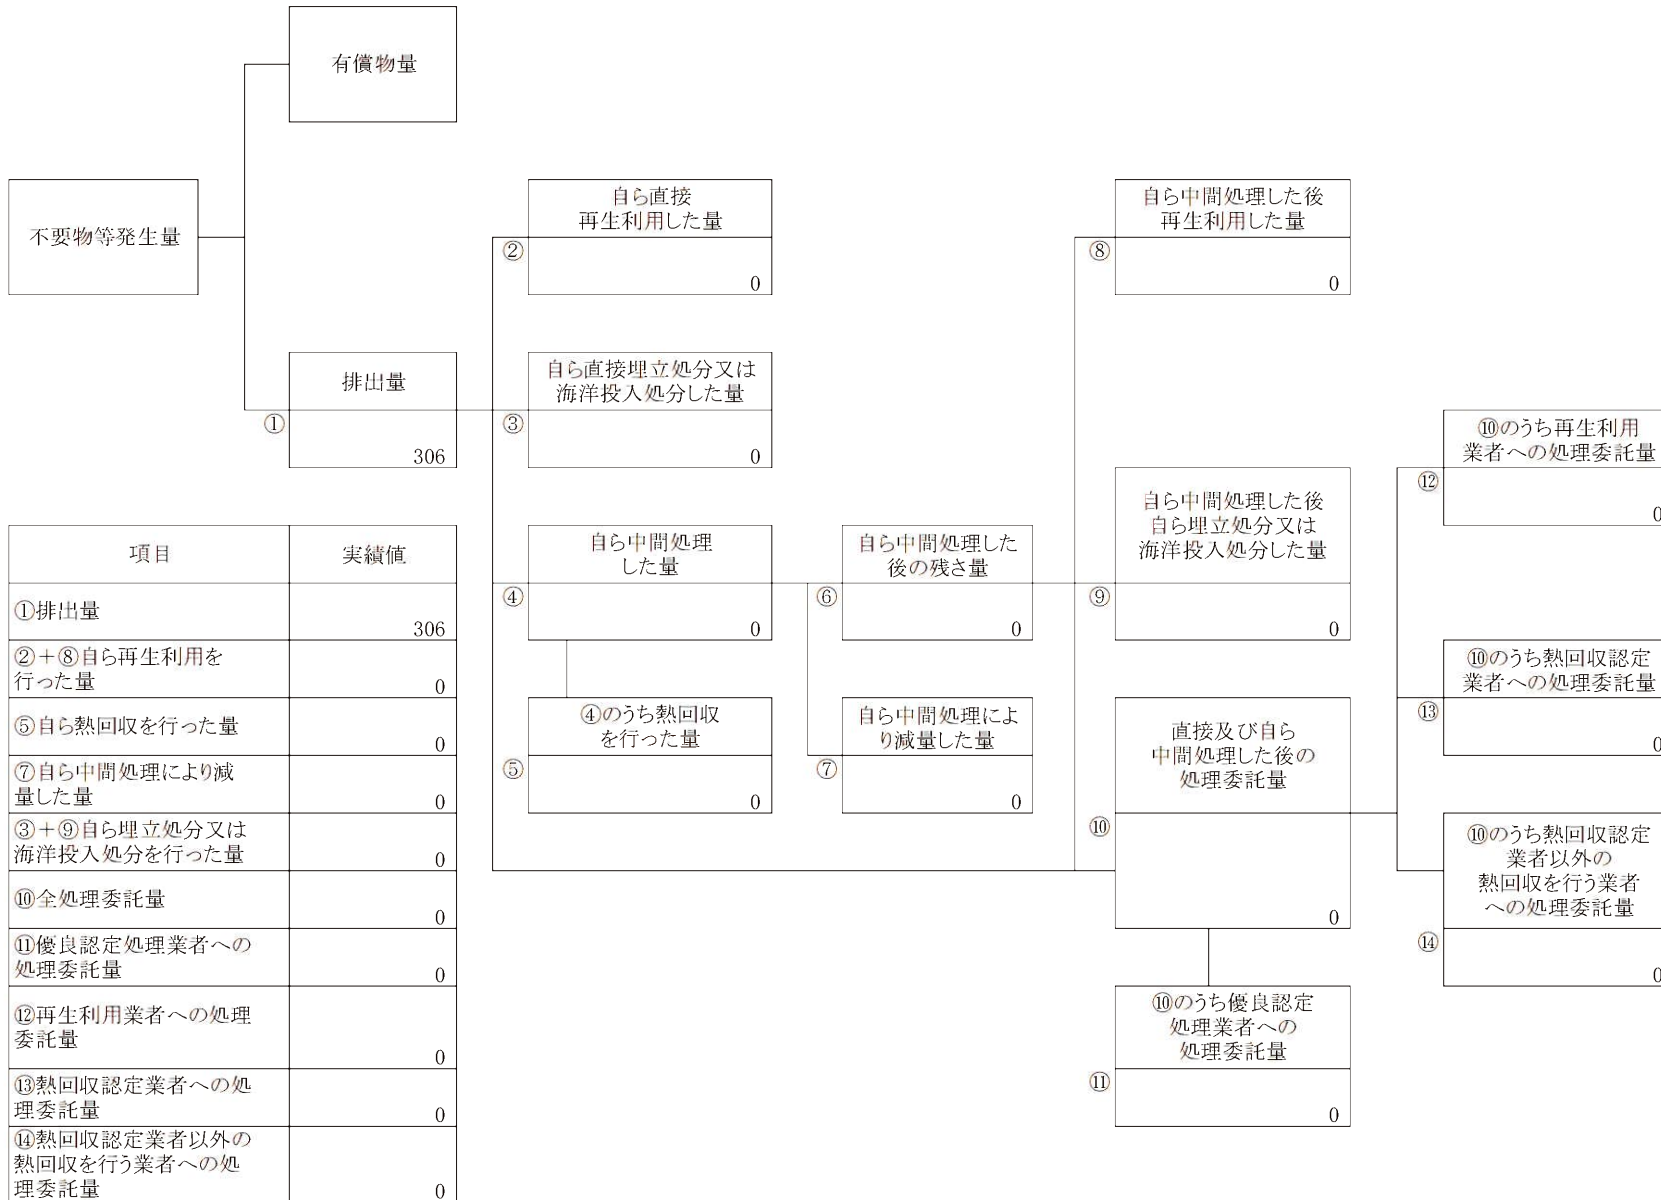 有償物量
不要物等発生量
自ら直接
再生利用した量
②
0
自ら中間処理した後
再生利用した量
⑧
0
排出量
①
306
自ら直接埋立処分又は
海洋投入処分した量
③
0
⑩のうち再生利用
業者への処理委託量
⑫
0
自ら中間処理
した量
④
0
自ら中間処理した
後の残さ量
⑥
0
自ら中間処理した後
自ら埋立処分又は
海洋投入処分した量
⑨
0
⑩のうち熱回収認定
業者への処理委託量
⑬
0
④のうち熱回収
を行った量
⑤
0
自ら中間処理によ
り減量した量
⑦
0
直接及び自ら
中間処理した後の
処理委託量
⑩
0
⑩のうち熱回収認定
業者以外の
熱回収を行う業者
への処理委託量
⑭
0
⑩のうち優良認定
処理業者への
処理委託量
⑪
0
項目 実績値
①排出量
306
②+⑧自ら再生利用を
行った量
0
⑤自ら熱回収を行った量
0
⑦自ら中間処理により減
量した量
0
③+⑨自ら埋立処分又は
海洋投入処分を行った量
0
⑩全処理委託量
0
⑪優良認定処理業者への
処理委託量
0
⑫再生利用業者への処理
委託量
0
⑬熱回収認定業者への処
理委託量
0
⑭熱回収認定業者以外の
熱回収を行う業者への処
理委託量
0